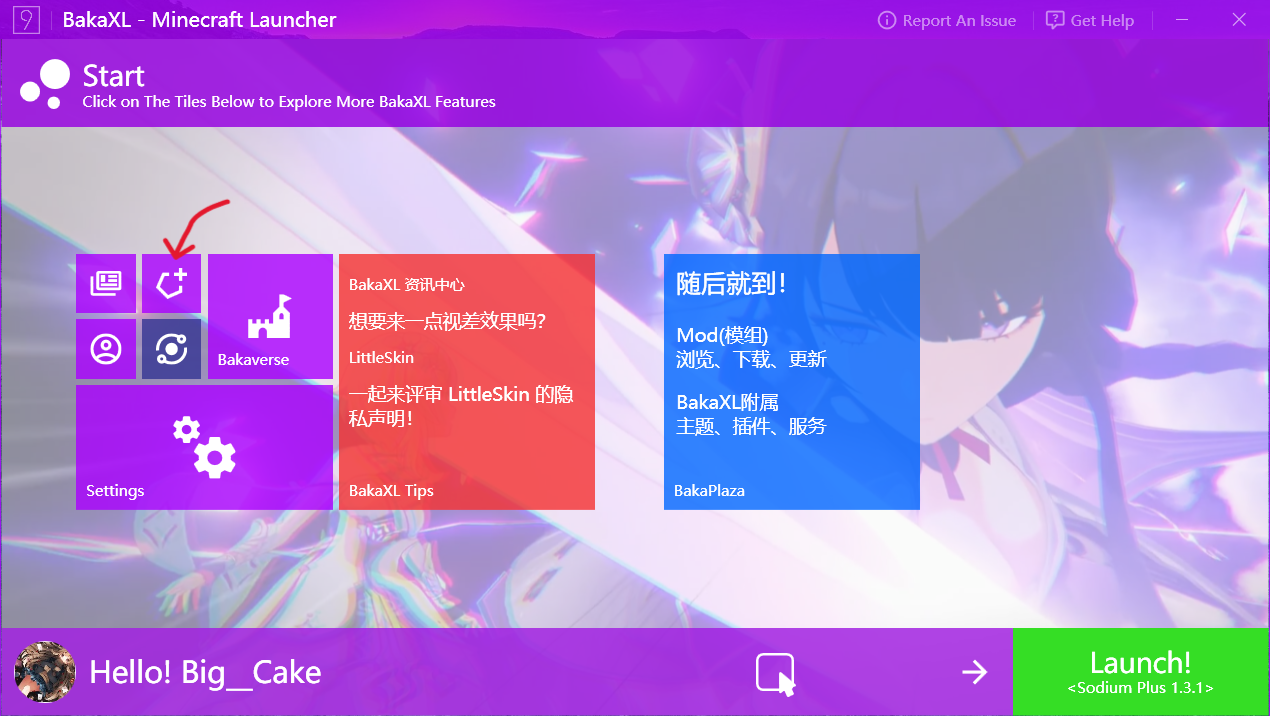 BakaXL - Minecraft Launcher
Report An Issue
Get Help
Start
Click on The Tiles Below to Explore More BakaXL Features
Bakaverse
Settings
BakaXL 资讯中心
想要来一点视差效果吗?
LittleSkin
一起来评审 LittleSkin 的隐
私声明!
BakaXL Tips
随后就到!
Mod(模组)
浏览、下载、更新
BakaXL附属
主题、插件、服务
BakaPlaza
Hello! Big__Cake
Launch!
<Sodium Plus 1.3.1>